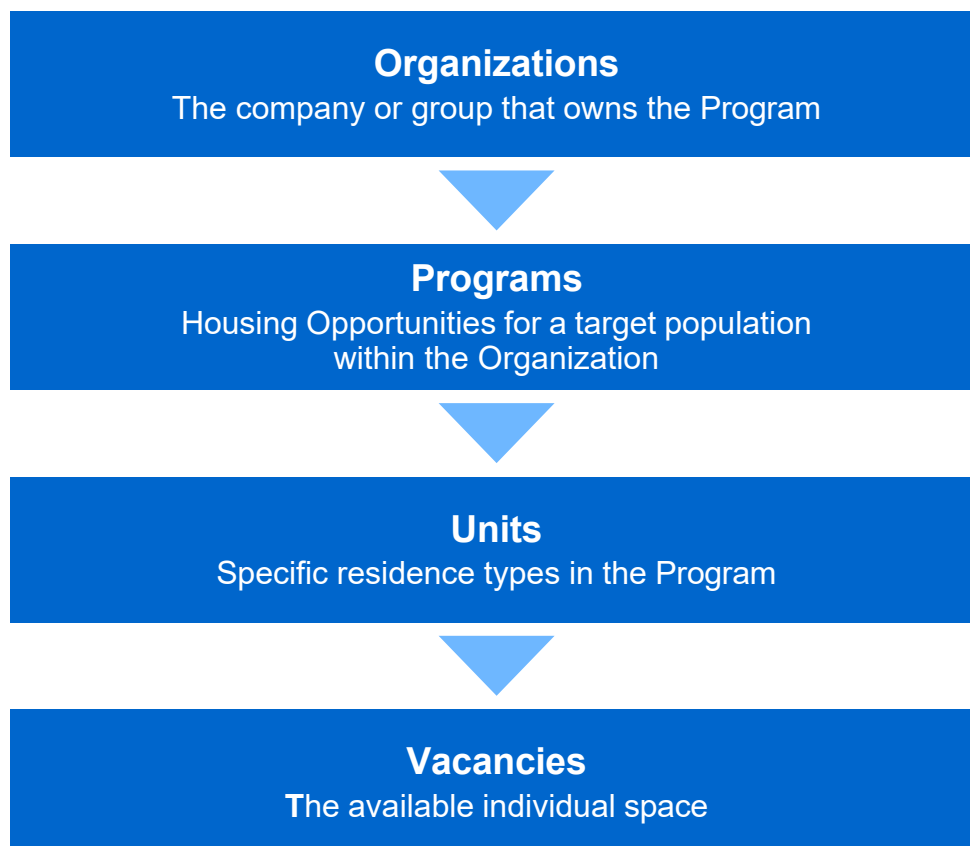 Organizations
The company or group that owns the Program
Programs
Housing Opportunities for a target population
within the Organization
Units
Specific residence types in the Program
Vacancies
The available individual space